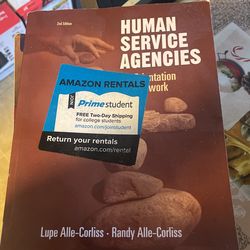 2nd Edition
HUMAN
SERVICE
AGENCIES
AMAZON RENTALS
Prime student
FREE Two-Day Shipping
for college students
amazon.com/joinstudent
Return your rentals
amazon.com/rental
ntation
work
Lupe Alle-Corliss · Randy Alle-Corliss